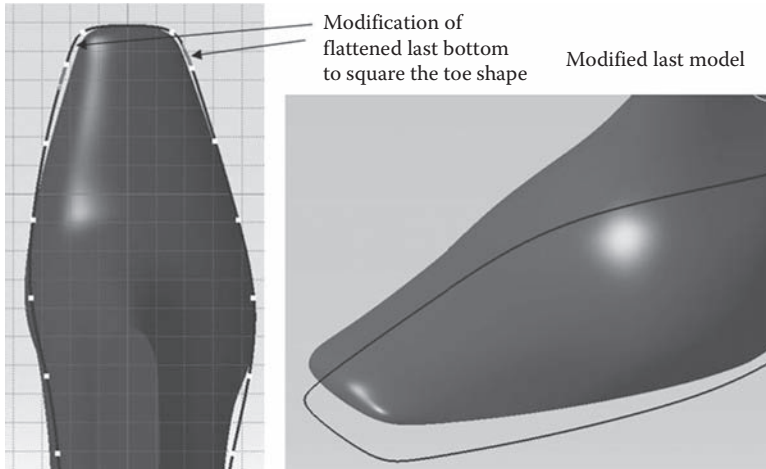 Modification of
flattened last bottom
to square the toe shape
Modified last model